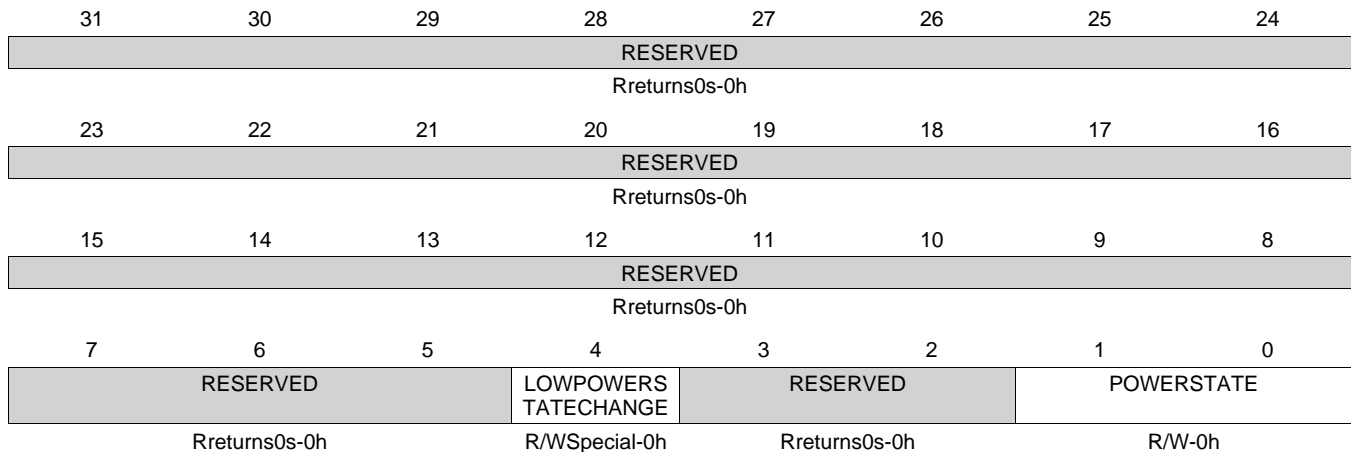 31 30 29 28 27 26 25 24
RESERVED
Rreturns0s-0h
23 22 21 20 19 18 17 16
RESERVED
Rreturns0s-0h
15 14 13 12 11 10 9 8
RESERVED
Rreturns0s-0h
7 6 5 4 3 2 1 0
RESERVED LOWPOWERS RESERVED POWERSTATE
TATECHANGE
Rreturns0s-0h R/WSpecial-0h Rreturns0s-0h R/W-0h